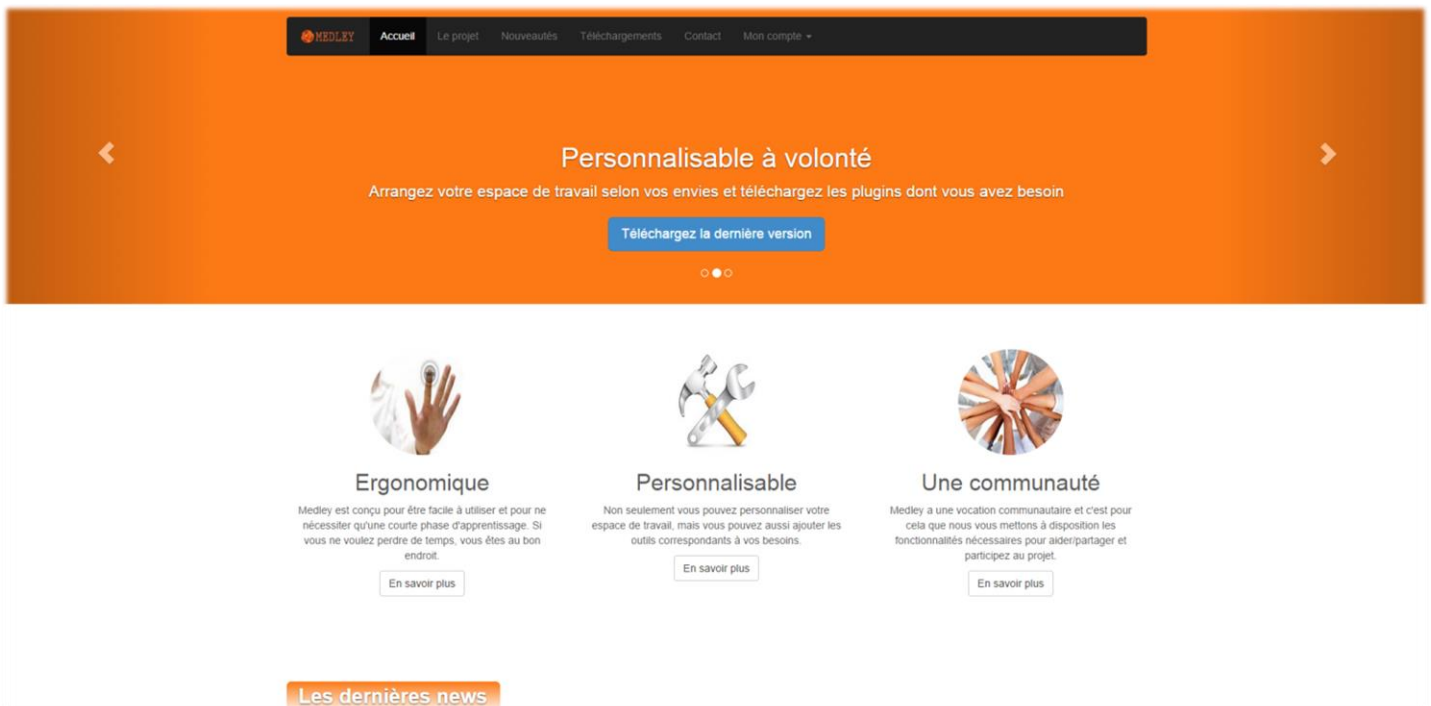 MEDLEY Accueil Le projet Nouveautés Téléchargements Contact Mon compte
Personnalisable à volonté
Arrangez votre espace de travail selon vos envies et téléchargez les plugins dont vous avez besoin
Téléchargez la dernière version
Ergonomique
Medley est conçu pour être facile à utiliser et pour ne
nécessiter qu'une courte phase d'apprentissage. Si
vous ne voulez perdre de temps, vous êtes au bon
endroit.
En savoir plus
Personnalisable
Non seulement vous pouvez personnaliser votre
espace de travail, mais vous pouvez aussi ajouter les
outils correspondants à vos besoins.
En savoir plus
Une communauté
Medley a une vocation communautaire et c'est pour
cela que nous vous mettons à disposition les
fonctionnalités nécessaires pour aider/partager et
participez au projet.
En savoir plus
Les dernières news